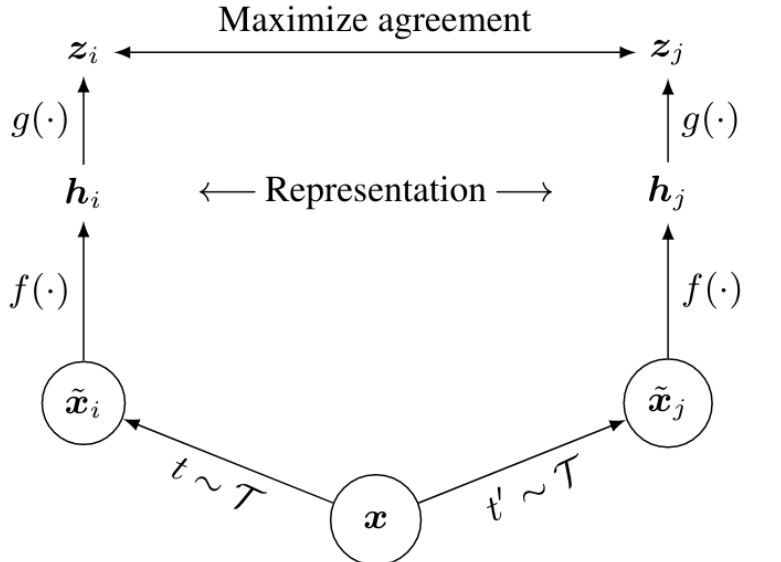 Maximize agreement
z_i z_j
g(·) g(·)
h_i ← Representation → h_j
f(·) f(·)
x̃_i x̃_j
t ~ 𝒯 t' ~ 𝒯
x